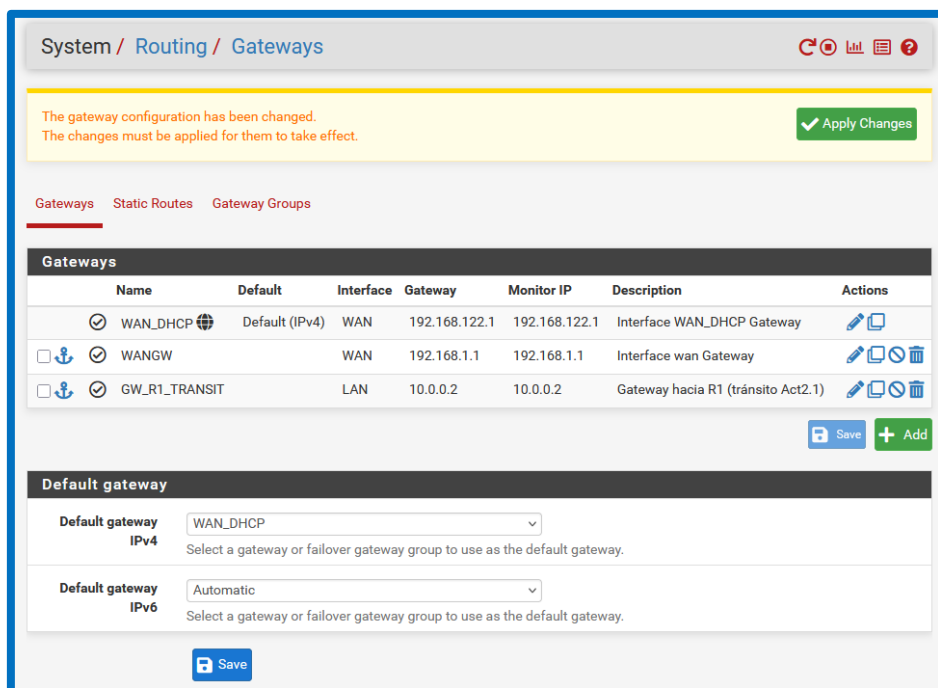 System / Routing / Gateways
The gateway configuration has been changed.
The changes must be applied for them to take effect.
Apply Changes
Gateways Static Routes Gateway Groups
Gateways
Name Default Interface Gateway Monitor IP Description Actions
WAN_DHCP Default (IPv4) WAN 192.168.122.1 192.168.122.1 Interface WAN_DHCP Gateway
WANGW WAN 192.168.1.1 192.168.1.1 Interface wan Gateway
GW_R1_TRANSIT LAN 10.0.0.2 10.0.0.2 Gateway hacia R1 (tránsito Act2.1)
Save Add
Default gateway
Default gateway IPv4 WAN_DHCP
Select a gateway or failover gateway group to use as the default gateway.
Default gateway IPv6 Automatic
Select a gateway or failover gateway group to use as the default gateway.
Save